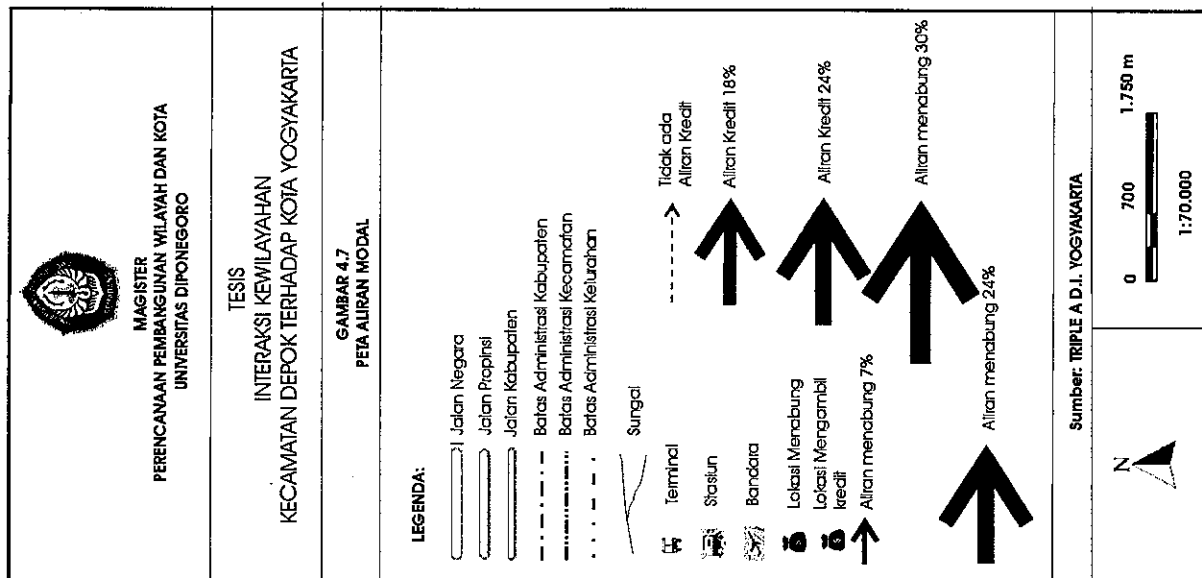 MAGISTER
PERENCANAAN PEMBANGUNAN WILAYAH DAN KOTA
UNIVERSITAS DIPONEGORO
TESIS
INTERAKSI KEWILAYAHAN
KECAMATAN DEPOK TERHADAP KOTA YOGYAKARTA
GAMBAR 4.7
PETA ALIRAN MODAL
LEGENDA:
Jalan Negara
Jalan Propinsi
Jalan Kabupaten
Batas Administrasi Kabupaten
Batas Administrasi Kecamatan
Batas Administrasi Kelurahan
Sungai
Terminal
Stasiun
Bandara
Lokasi Menabung
Lokasi Mengambil
kredit
Aliran menabung 7%
Aliran menabung 24%
Tidak ada
Aliran Kredit
Aliran Kredit 18%
Aliran Kredit 24%
Aliran menabung 30%
Sumber: TRIPLE A D.I. YOGYAKARTA
N
0 700 1.750 m
1:70.000